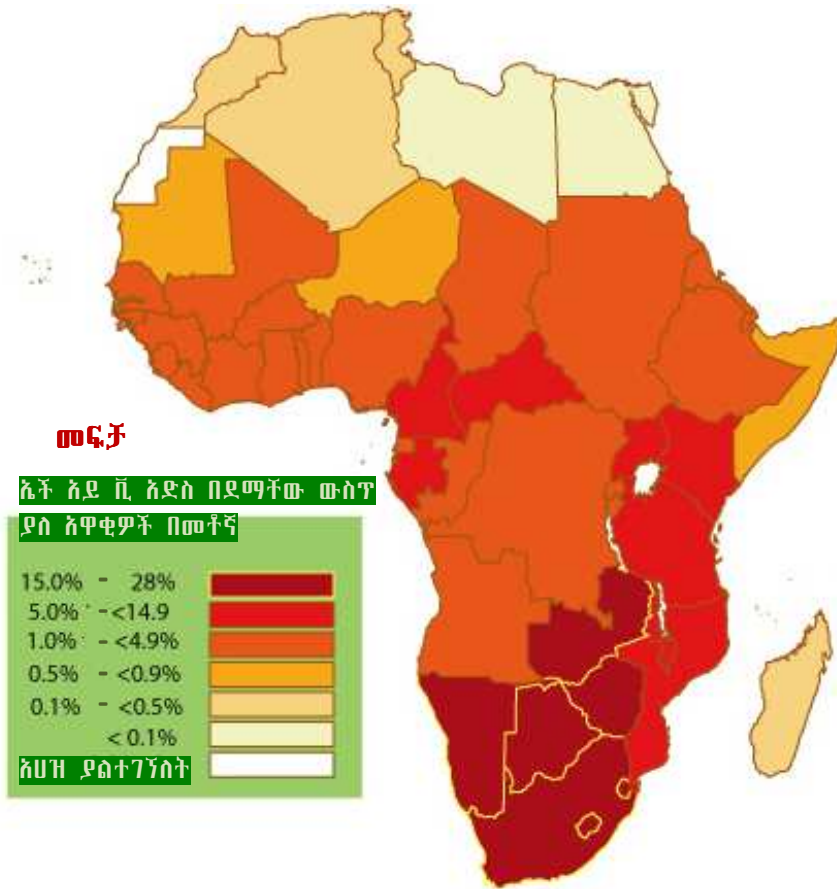 መፍቻ
ኤች አይ ቪ አድስ በደማቸው ውስጥ
ያለ አዋቂዎች በመቶኛ
15.0% - 28%
5.0% - <14.9
1.0% - <4.9%
0.5% - <0.9%
0.1% - <0.5%
< 0.1%
አሀዝ ያልተገኘለት